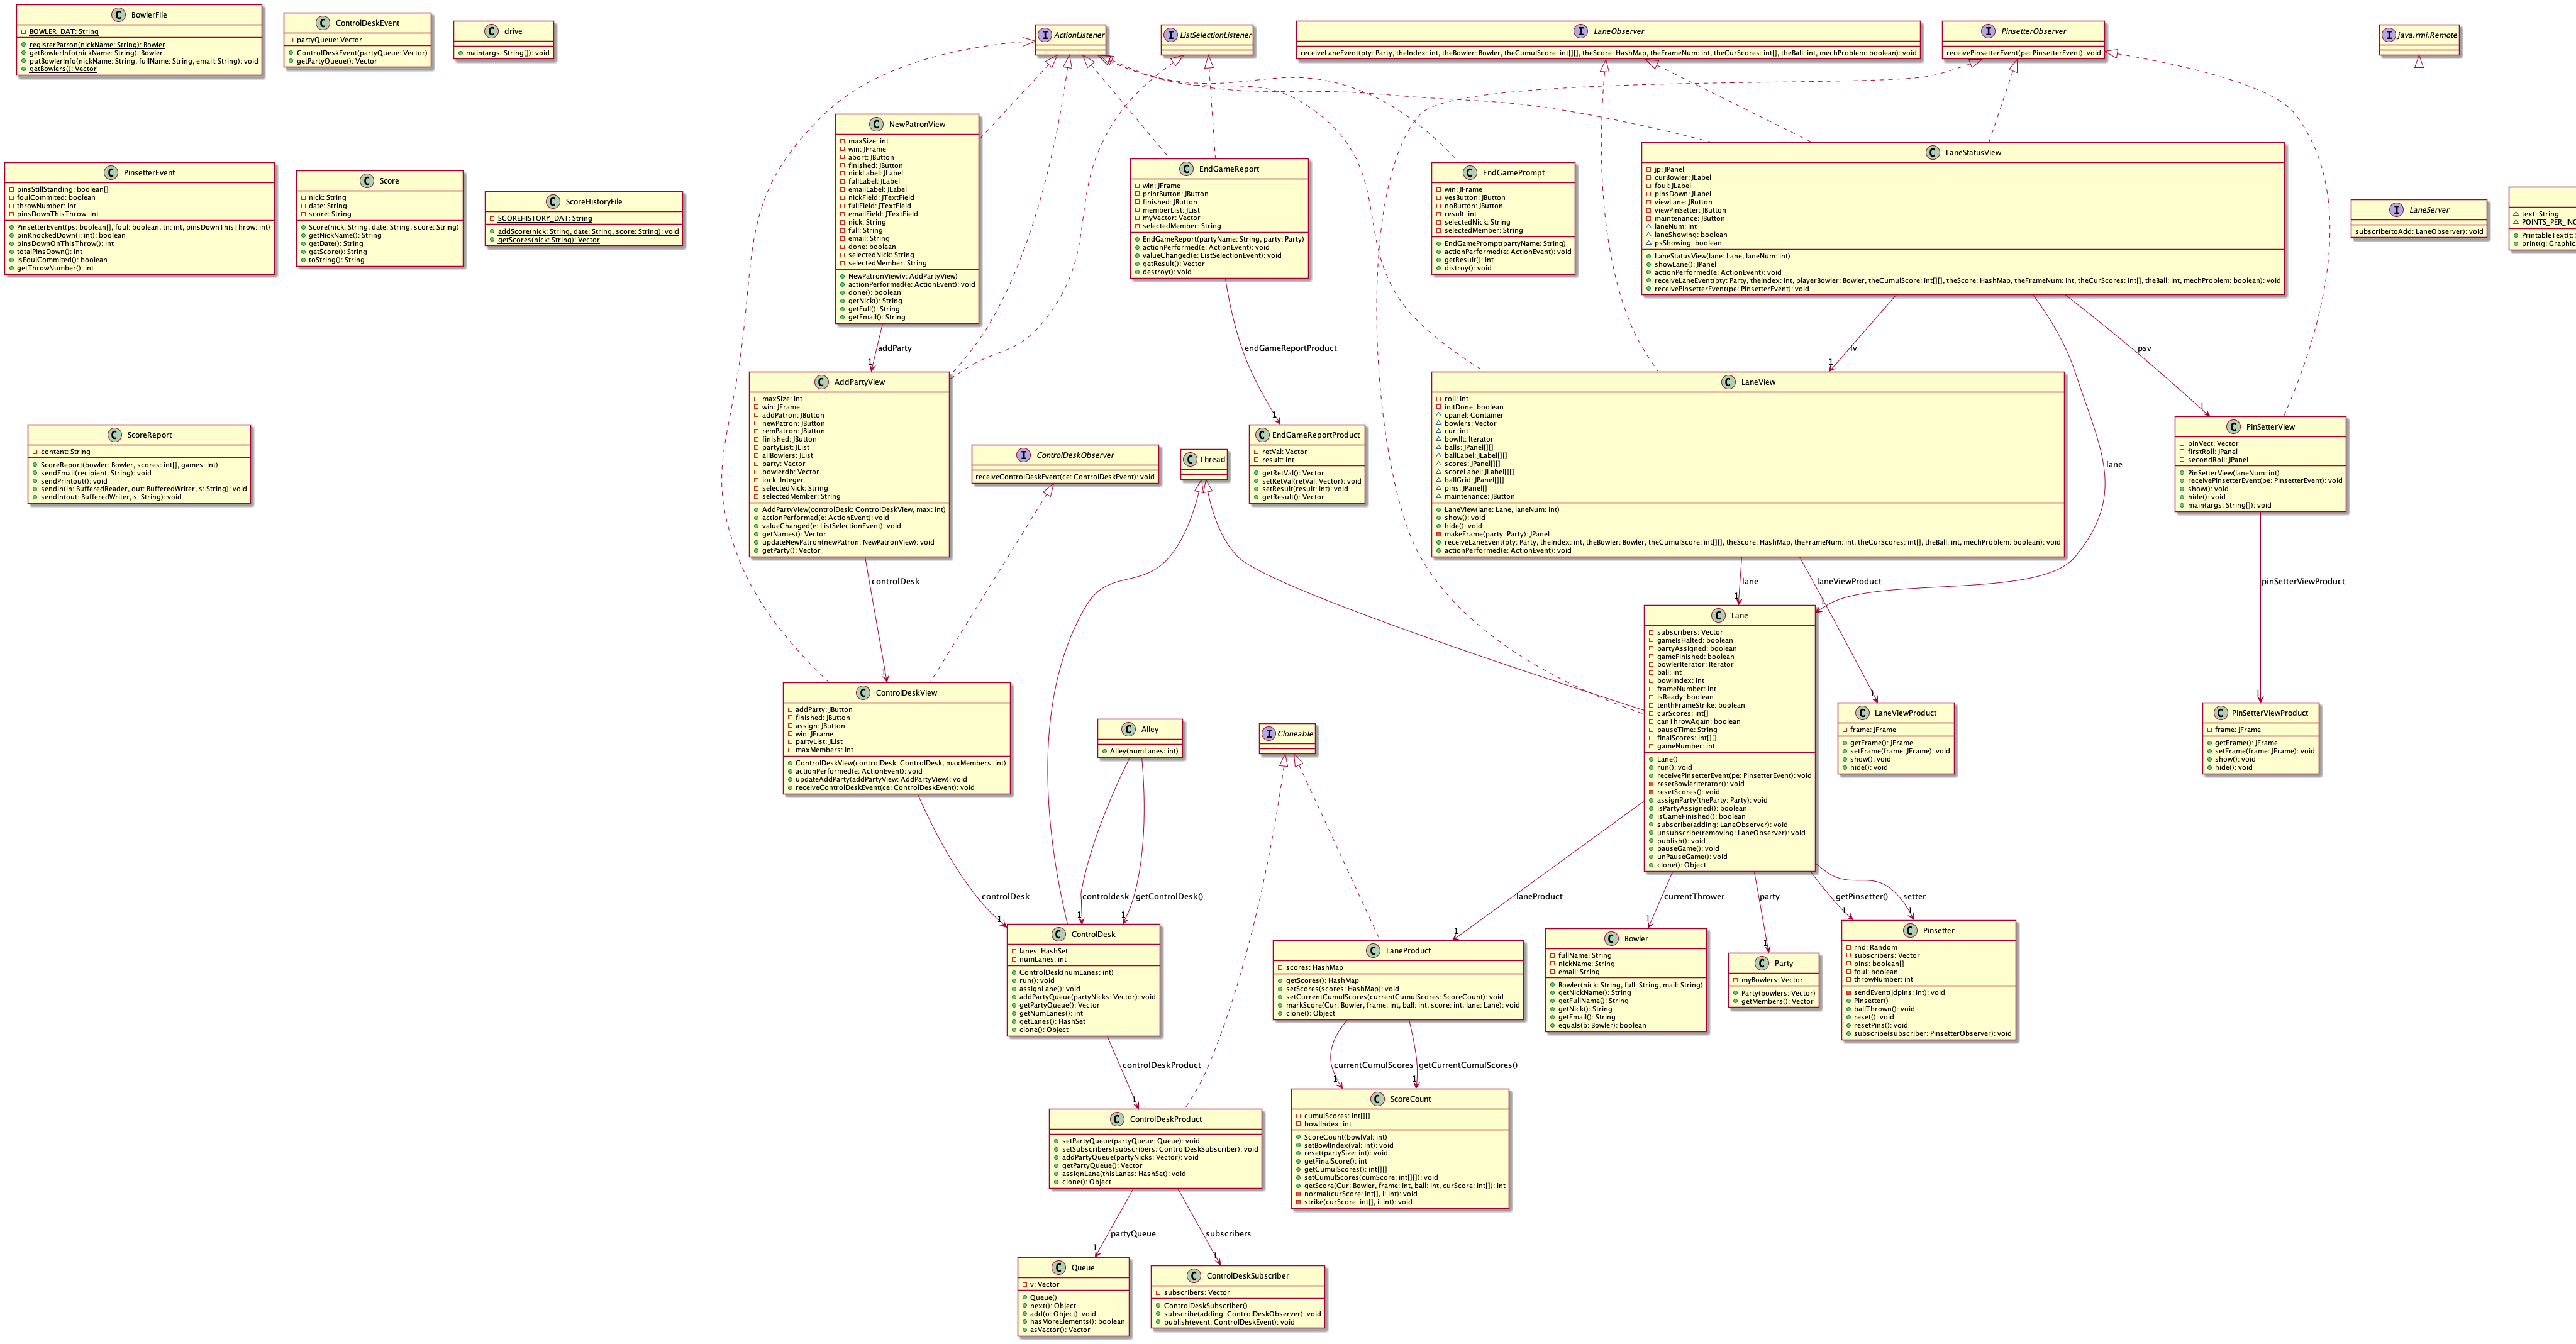 BowlerFile
BOWLER_DAT: String
registerPatron(nickName: String): Bowler
getBowlerInfo(nickName: String): Bowler
putBowlerInfo(nickName: String, fullName: String, email: String): void
getBowlers(): Vector
ControlDeskEvent
partyQueue: Vector
ControlDeskEvent(partyQueue: Vector)
getPartyQueue(): Vector
drive
main(args: String[]): void
ActionListener
ListSelectionListener
LaneObserver
receiveLaneEvent(pty: Party, theIndex: int, theBowler: Bowler, theCumulScore: int[][], theScore: HashMap, theFrameNum: int, theCurScores: int[], theBall: int, mechProblem: boolean): void
PinsetterObserver
receivePinsetterEvent(pe: PinsetterEvent): void
java.rmi.Remote
PinsetterEvent
pinsStillStanding: boolean[]
foulCommited: boolean
throwNumber: int
pinsDownThisThrow: int
PinsetterEvent(ps: boolean[], foul: boolean, tn: int, pinsDownThisThrow: int)
pinKnockedDown(i: int): boolean
pinsDownOnThisThrow(): int
totalPinsDown(): int
isFoulCommited(): boolean
getThrowNumber(): int
Score
nick: String
date: String
score: String
Score(nick: String, date: String, score: String)
getNickName(): String
getDate(): String
getScore(): String
toString(): String
ScoreHistoryFile
SCOREHISTORY_DAT: String
addScore(nick: String, date: String, score: String): void
getScores(nick: String): Vector
NewPatronView
maxSize: int
win: JFrame
abort: JButton
finished: JButton
nickLabel: JLabel
fullLabel: JLabel
emailLabel: JLabel
nickField: JTextField
fullField: JTextField
emailField: JTextField
nick: String
full: String
email: String
done: boolean
selectedNick: String
selectedMember: String
NewPatronView(v: AddPartyView)
actionPerformed(e: ActionEvent): void
done(): boolean
getNick(): String
getFull(): String
getEmail(): String
EndGameReport
win: JFrame
printButton: JButton
finished: JButton
memberList: JList
myVector: Vector
selectedMember: String
EndGameReport(partyName: String, party: Party)
actionPerformed(e: ActionEvent): void
valueChanged(e: ListSelectionEvent): void
getResult(): Vector
destroy(): void
EndGamePrompt
win: JFrame
yesButton: JButton
noButton: JButton
result: int
selectedNick: String
selectedMember: String
EndGamePrompt(partyName: String)
actionPerformed(e: ActionEvent): void
getResult(): int
distroy(): void
LaneStatusView
jp: JPanel
curBowler: JLabel
foul: JLabel
pinsDown: JLabel
viewLane: JButton
viewPinSetter: JButton
maintenance: JButton
laneNum: int
laneShowing: boolean
psShowing: boolean
LaneStatusView(lane: Lane, laneNum: int)
showLane(): JPanel
actionPerformed(e: ActionEvent): void
receiveLaneEvent(pty: Party, theIndex: int, playerBowler: Bowler, theCumulScore: int[][], theScore: HashMap, theFrameNum: int, theCurScores: int[], theBall: int, mechProblem: boolean): void
receivePinsetterEvent(pe: PinsetterEvent): void
LaneServer
subscribe(toAdd: LaneObserver): void
text: String
POINTS_PER_INC
PrintableText(t:
print(g: Graphic
addParty
1
endGameReportProduct
1
lv
1
psv
1
lane
1
ScoreReport
content: String
ScoreReport(bowler: Bowler, scores: int[], games: int)
sendEmail(recipient: String): void
sendPrintout(): void
sendln(in: BufferedReader, out: BufferedWriter, s: String): void
sendln(out: BufferedWriter, s: String): void
AddPartyView
maxSize: int
win: JFrame
addPatron: JButton
newPatron: JButton
remPatron: JButton
finished: JButton
partyList: JList
allBowlers: JList
party: Vector
bowlerdb: Vector
lock: Integer
selectedNick: String
selectedMember: String
AddPartyView(controlDesk: ControlDeskView, max: int)
actionPerformed(e: ActionEvent): void
valueChanged(e: ListSelectionEvent): void
getNames(): Vector
updateNewPatron(newPatron: NewPatronView): void
getParty(): Vector
ControlDeskObserver
receiveControlDeskEvent(ce: ControlDeskEvent): void
Thread
EndGameReportProduct
retVal: Vector
result: int
getRetVal(): Vector
setRetVal(retVal: Vector): void
setResult(result: int): void
getResult(): Vector
LaneView
roll: int
initDone: boolean
cpanel: Container
bowlers: Vector
cur: int
bowlIt: Iterator
balls: JPanel[][]
ballLabel: JLabel[][]
scores: JPanel[][]
scoreLabel: JLabel[][]
ballGrid: JPanel[][]
pins: JPanel[]
maintenance: JButton
LaneView(lane: Lane, laneNum: int)
show(): void
hide(): void
makeFrame(party: Party): JPanel
receiveLaneEvent(pty: Party, theIndex: int, theBowler: Bowler, theCumulScore: int[][], theScore: HashMap, theFrameNum: int, theCurScores: int[], theBall: int, mechProblem: boolean): void
actionPerformed(e: ActionEvent): void
PinSetterView
pinVect: Vector
firstRoll: JPanel
secondRoll: JPanel
PinSetterView(laneNum: int)
receivePinsetterEvent(pe: PinsetterEvent): void
show(): void
hide(): void
main(args: String[]): void
controlDesk
1
lane
1
laneViewProduct
1
pinSetterViewProduct
1
ControlDeskView
addParty: JButton
finished: JButton
assign: JButton
win: JFrame
partyList: JList
maxMembers: int
ControlDeskView(controlDesk: ControlDesk, maxMembers: int)
actionPerformed(e: ActionEvent): void
updateAddParty(addPartyView: AddPartyView): void
receiveControlDeskEvent(ce: ControlDeskEvent): void
Alley
Alley(numLanes: int)
Cloneable
Lane
subscribers: Vector
gameIsHalted: boolean
partyAssigned: boolean
gameFinished: boolean
bowlerIterator: Iterator
ball: int
bowlIndex: int
frameNumber: int
isReady: boolean
tenthFrameStrike: boolean
curScores: int[]
canThrowAgain: boolean
pauseTime: String
finalScores: int[][]
gameNumber: int
Lane()
run(): void
receivePinsetterEvent(pe: PinsetterEvent): void
resetBowlerIterator(): void
resetScores(): void
assignParty(theParty: Party): void
isPartyAssigned(): boolean
isGameFinished(): boolean
subscribe(adding: LaneObserver): void
unsubscribe(removing: LaneObserver): void
publish(): void
pauseGame(): void
unPauseGame(): void
clone(): Object
LaneViewProduct
frame: JFrame
getFrame(): JFrame
setFrame(frame: JFrame): void
show(): void
hide(): void
PinSetterViewProduct
frame: JFrame
getFrame(): JFrame
setFrame(frame: JFrame): void
show(): void
hide(): void
controlDesk
1
controldesk
1
getControlDesk()
1
laneProduct
1
currentThrower
1
party
1
getPinsetter()
1
setter
1
ControlDesk
lanes: HashSet
numLanes: int
ControlDesk(numLanes: int)
run(): void
assignLane(): void
addPartyQueue(partyNicks: Vector): void
getPartyQueue(): Vector
getNumLanes(): int
getLanes(): HashSet
clone(): Object
LaneProduct
scores: HashMap
getScores(): HashMap
setScores(scores: HashMap): void
setCurrentCumulScores(currentCumulScores: ScoreCount): void
markScore(Cur: Bowler, frame: int, ball: int, score: int, lane: Lane): void
clone(): Object
Bowler
fullName: String
nickName: String
email: String
Bowler(nick: String, full: String, mail: String)
getNickName(): String
getFullName(): String
getNick(): String
getEmail(): String
equals(b: Bowler): boolean
Party
myBowlers: Vector
Party(bowlers: Vector)
getMembers(): Vector
Pinsetter
rnd: Random
subscribers: Vector
pins: boolean[]
foul: boolean
throwNumber: int
sendEvent(jdpins: int): void
Pinsetter()
ballThrown(): void
reset(): void
resetPins(): void
subscribe(subscriber: PinsetterObserver): void
controlDeskProduct
1
currentCumulScores
1
getCurrentCumulScores()
1
ControlDeskProduct
setPartyQueue(partyQueue: Queue): void
setSubscribers(subscribers: ControlDeskSubscriber): void
addPartyQueue(partyNicks: Vector): void
getPartyQueue(): Vector
assignLane(thisLanes: HashSet): void
clone(): Object
ScoreCount
cumulScores: int[][]
bowlIndex: int
ScoreCount(bowlVal: int)
setBowlIndex(val: int): void
reset(partySize: int): void
getFinalScore(): int
getCumulScores(): int[][]
setCumulScores(cumScore: int[][]): void
getScore(Cur: Bowler, frame: int, ball: int, curScore: int[]): int
normal(curScore: int[], i: int): void
strike(curScore: int[], i: int): void
partyQueue
1
subscribers
1
Queue
v: Vector
Queue()
next(): Object
add(o: Object): void
hasMoreElements(): boolean
asVector(): Vector
ControlDeskSubscriber
subscribers: Vector
ControlDeskSubscriber()
subscribe(adding: ControlDeskObserver): void
publish(event: ControlDeskEvent): void